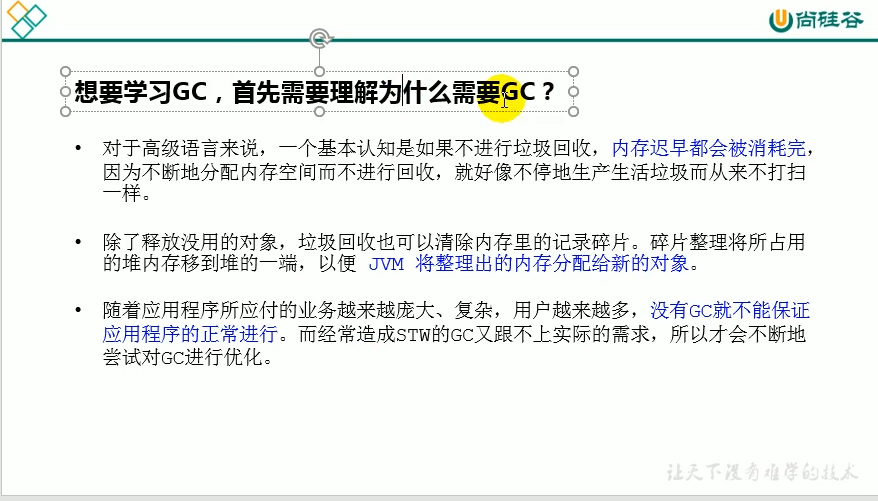 尚硅谷
想要学习GC，首先需要理解为什么需要GC？
• 对于高级语言来说，一个基本认知是如果不进行垃圾回收，内存迟早都会被消耗完，
因为不断地分配内存空间而不进行回收，就好像不停地生产生活垃圾而从来不打扫
一样。
• 除了释放没用的对象，垃圾回收也可以清除内存里的记录碎片。碎片整理将所占用
的堆内存移到堆的一端，以便 JVM 将整理出的内存分配给新的对象。
• 随着应用程序所应付的业务越来越庞大、复杂，用户越来越多，没有GC就不能保证
应用程序的正常进行。而经常造成STW的GC又跟不上实际的需求，所以才会不断地
尝试对GC进行优化。
让天下没有难学的技术